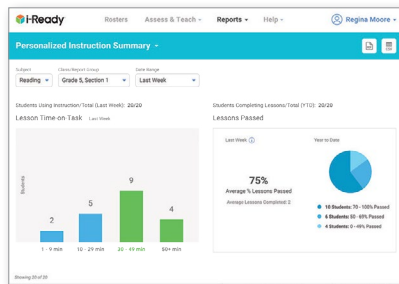 i-Ready
Rosters
Assess & Teach
Reports
Help
Regina Moore
Personalized Instruction Summary
Subject
Class/Report Group
Date Range
Reading
Grade 5, Section 1
Last Week
Students Using Instruction/Total (Last Week): 20/20
Lesson Time-on-Task Last Week
Students
2
5
9
4
1 - 9 min
10 - 29 min
30 - 49 min
50+ min
Showing 20 of 20
Students Completing Lessons/Total (YTD): 20/20
Lessons Passed
Last Week
75%
Average % Lessons Passed
Average Lessons Completed: 2
Year to Date
10 Students: 70 - 100% Passed
6 Students: 50 - 69% Passed
4 Students: 0 - 49% Passed